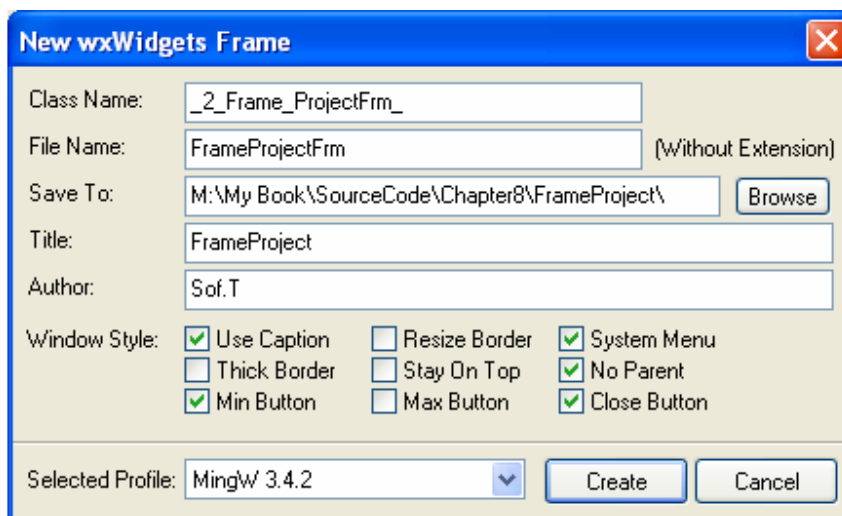 New wxWidgets Frame
Class Name: _2_Frame_ProjectFrm_
File Name: FrameProjectFrm (Without Extension)
Save To: M:\My Book\SourceCode\Chapter8\FrameProject\ Browse
Title: FrameProject
Author: Sof.T
Window Style: Use Caption Resize Border System Menu
Thick Border Stay On Top No Parent
Min Button Max Button Close Button
Selected Profile: MingW 3.4.2 Create Cancel